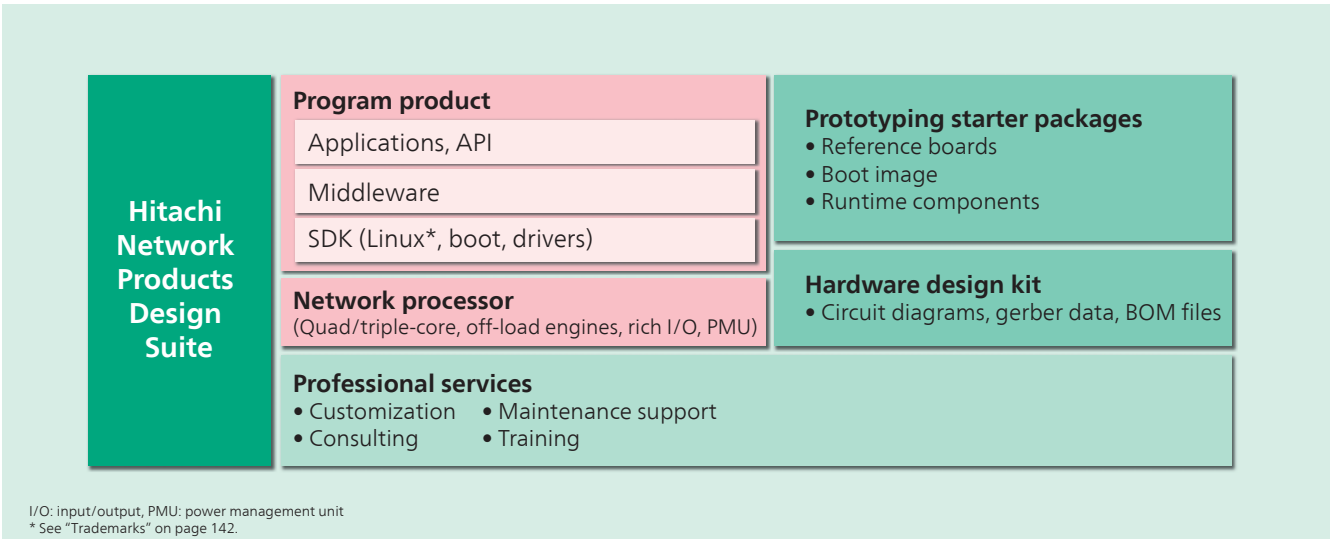 Hitachi
Network
Products
Design
Suite
Program product
Applications, API
Middleware
SDK (Linux*, boot, drivers)
Network processor
(Quad/triple-core, off-load engines, rich I/O, PMU)
Prototyping starter packages
• Reference boards
• Boot image
• Runtime components
Hardware design kit
• Circuit diagrams, gerber data, BOM files
Professional services
• Customization • Maintenance support
• Consulting • Training
I/O: input/output, PMU: power management unit
* See “Trademarks” on page 142.